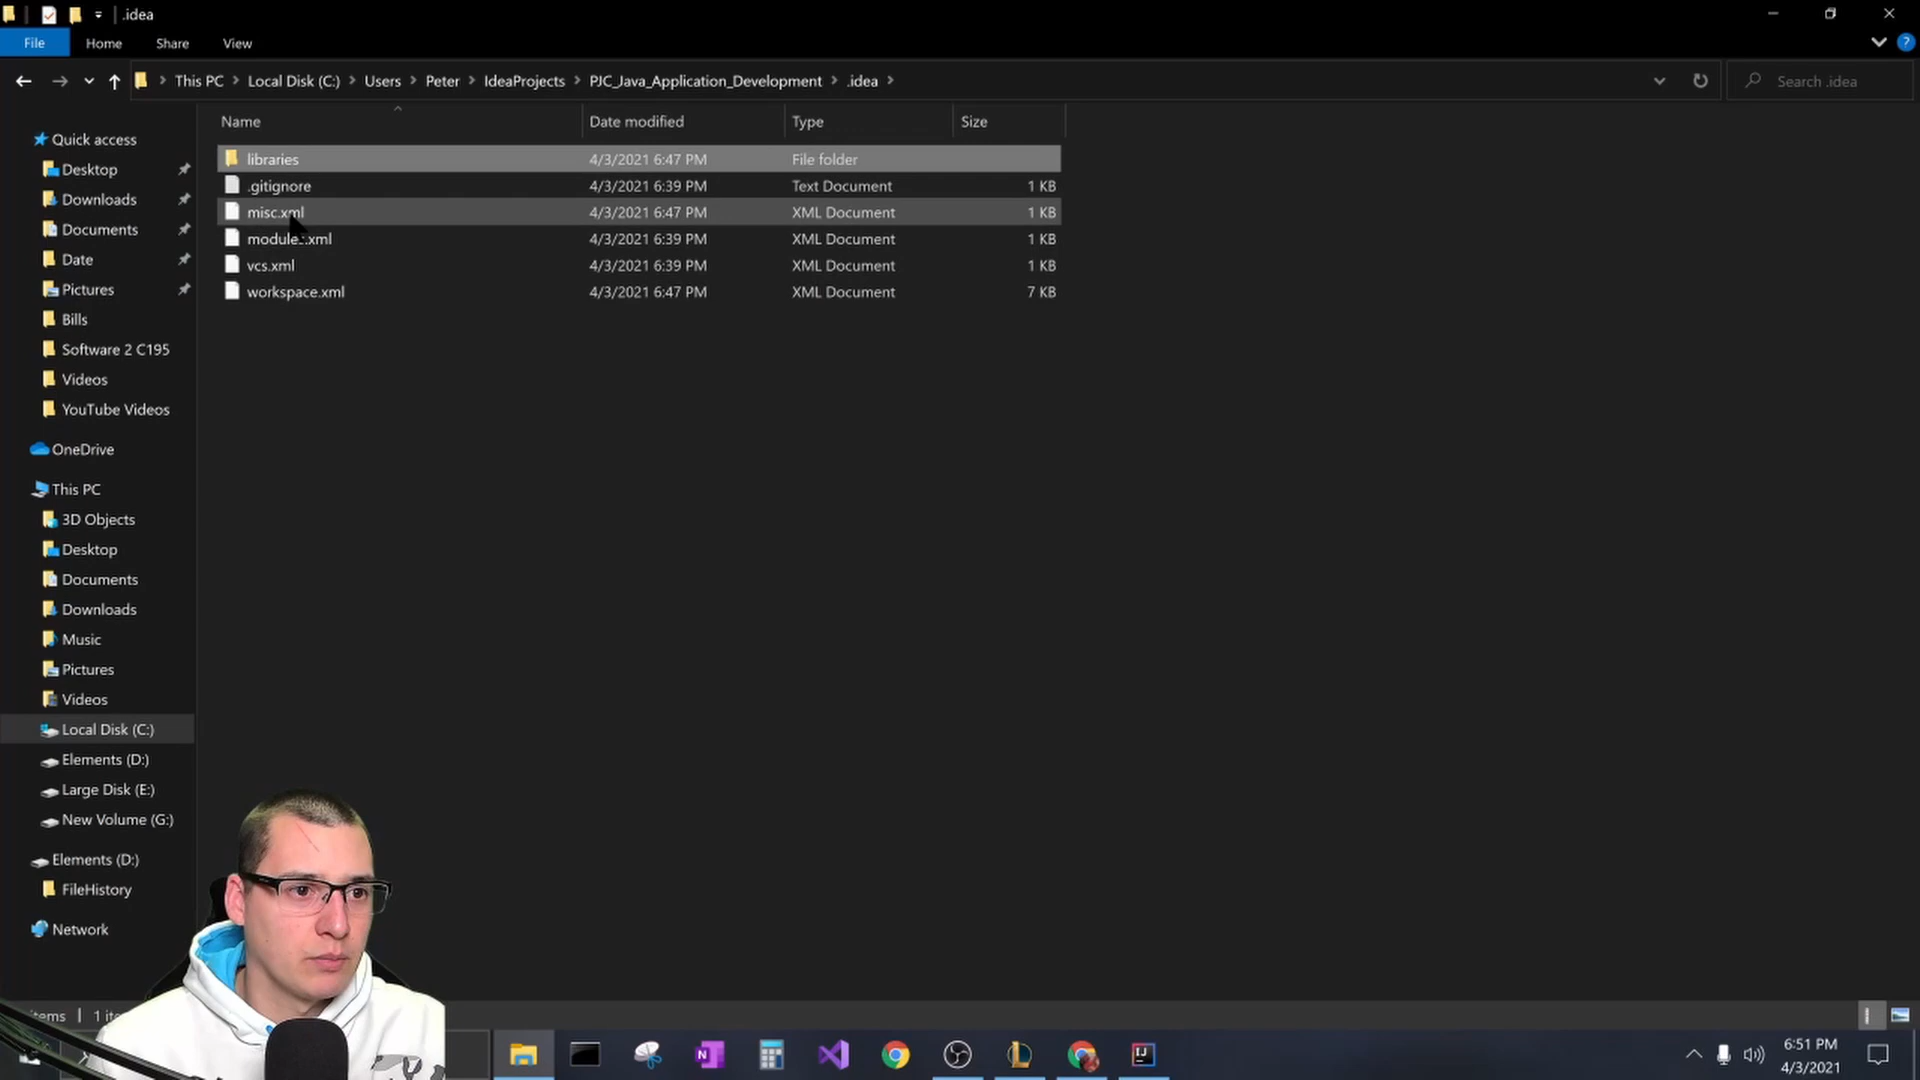 .idea
File Home Share View
This PC Local Disk (C:) Users Peter IdeaProjects PJC_Java_Application_Development .idea
Search .idea
Name Date modified Type Size
libraries 4/3/2021 6:47 PM File folder
.gitignore 4/3/2021 6:39 PM Text Document 1 KB
misc.xml 4/3/2021 6:47 PM XML Document 1 KB
4/3/2021 6:39 PM XML Document 1 KB
vcs.xml 4/3/2021 6:39 PM XML Document 1 KB
workspace.xml 4/3/2021 6:47 PM XML Document 7 KB
Quick access
Desktop
Downloads
Documents
Date
Pictures
Bills
Software 2 C195
Videos
YouTube Videos
OneDrive
This PC
3D Objects
Desktop
Documents
Downloads
Music
Pictures
Videos
Local Disk (C:)
Elements (D:)
Large Disk (E:)
New Volume (G:)
Elements (D:)
FileHistory
Network
6:51 PM
4/3/2021